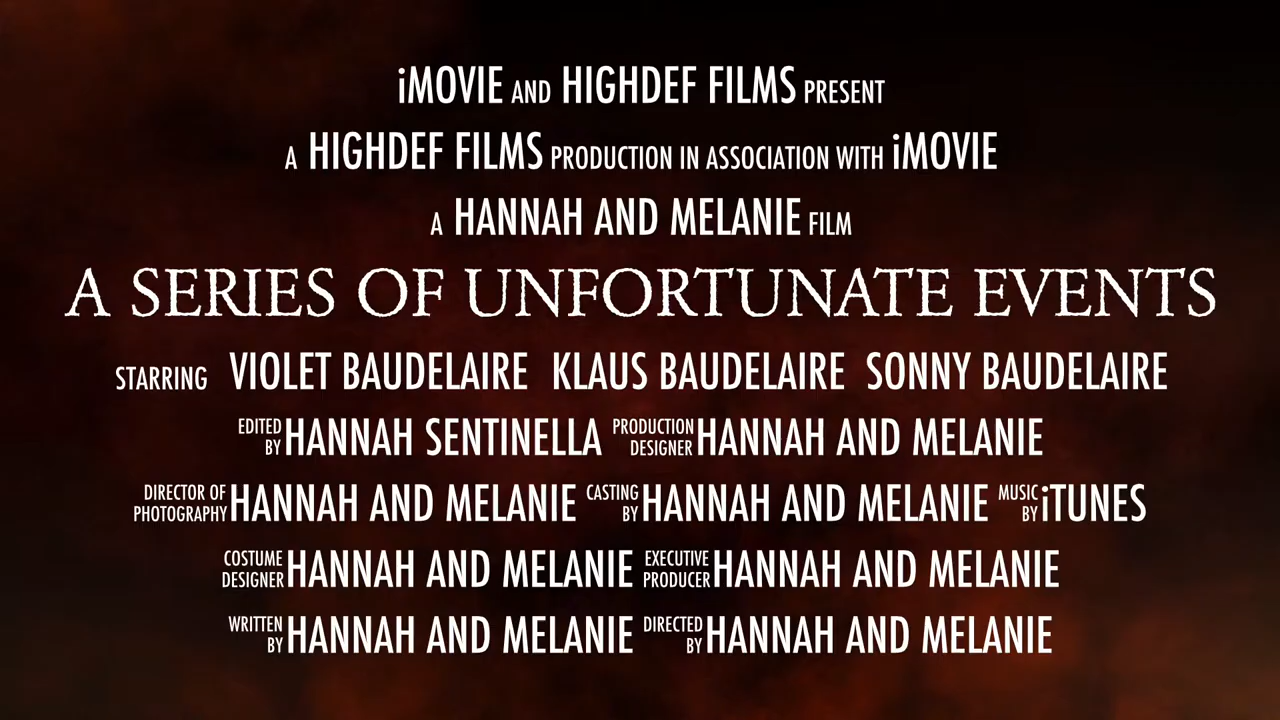 iMOVIE AND HIGHDEF FILMS PRESENT
A HIGHDEF FILMS PRODUCTION IN ASSOCIATION WITH iMOVIE
A HANNAH AND MELANIE FILM
A SERIES OF UNFORTUNATE EVENTS
STARRING VIOLET BAUDELAIRE KLAUS BAUDELAIRE SONNY BAUDELAIRE
EDITED BY HANNAH SENTINELLA PRODUCTION DESIGNER HANNAH AND MELANIE
DIRECTOR OF PHOTOGRAPHY HANNAH AND MELANIE CASTING BY HANNAH AND MELANIE MUSIC BY iTUNES
COSTUME DESIGNER HANNAH AND MELANIE EXECUTIVE PRODUCER HANNAH AND MELANIE
WRITTEN BY HANNAH AND MELANIE DIRECTED BY HANNAH AND MELANIE